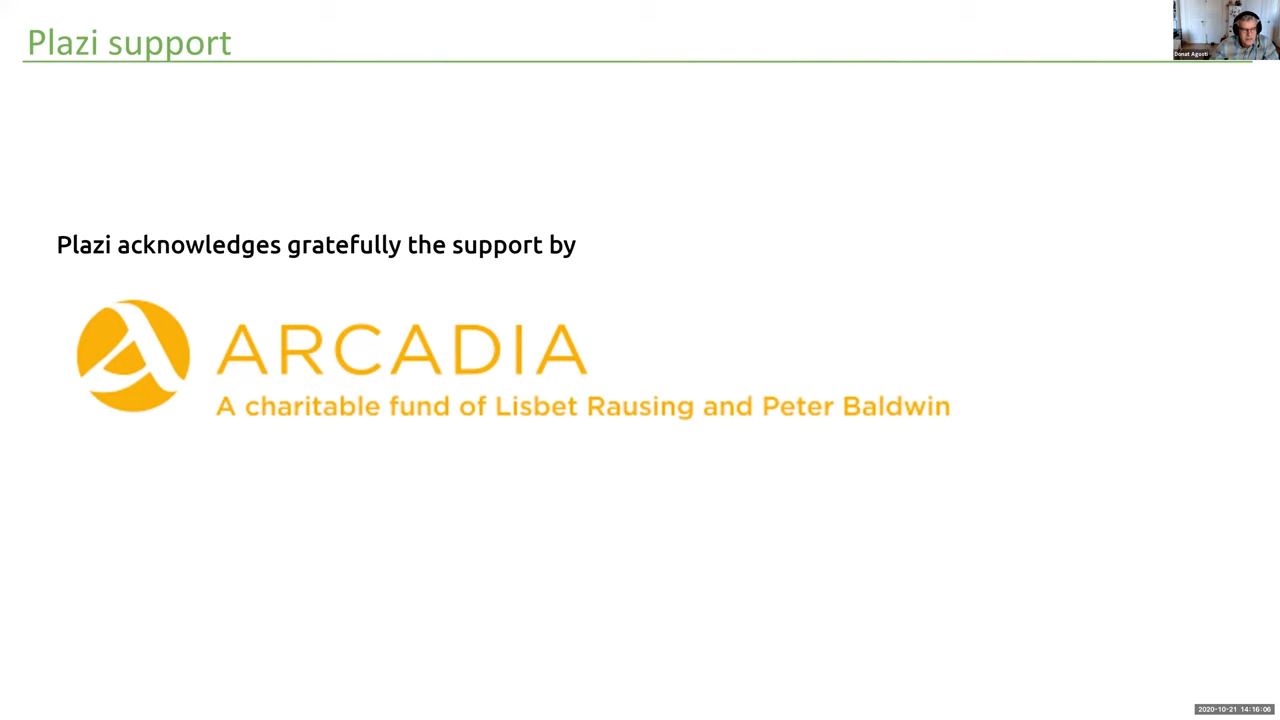 Plazi support
Donat Agosti
Plazi acknowledges gratefully the support by
ARCADIA
A charitable fund of Lisbet Rausing and Peter Baldwin
2020-10-21 14:16:06